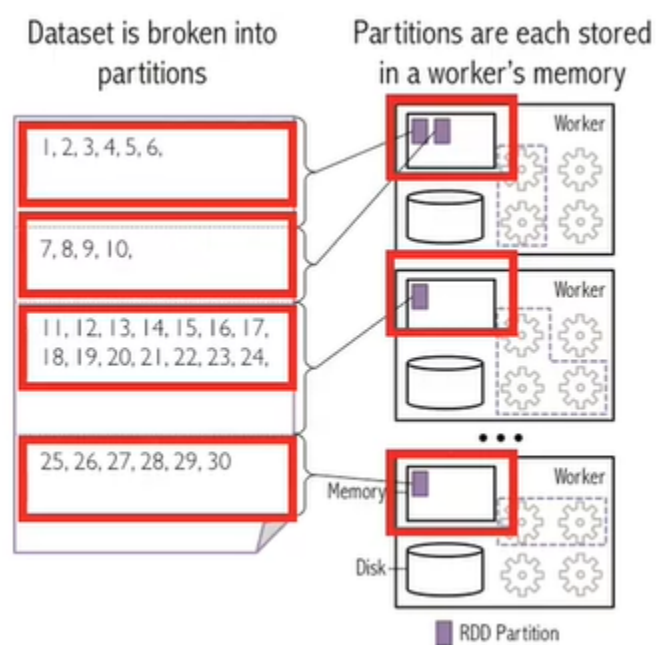 Dataset is broken into
partitions
1, 2, 3, 4, 5, 6,
7, 8, 9, 10,
11, 12, 13, 14, 15, 16, 17,
18, 19, 20, 21, 22, 23, 24,
25, 26, 27, 28, 29, 30
Partitions are each stored
in a worker's memory
Worker
Worker
...
Worker
Memory
Disk
RDD Partition